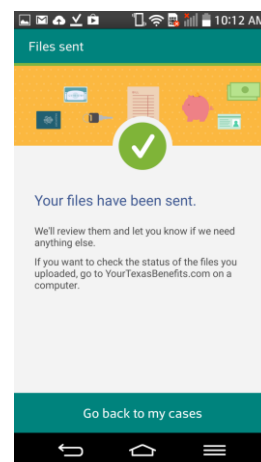 10:12 AM
Files sent
Your files have been sent.
We'll review them and let you know if we need
anything else.
If you want to check the status of the files you
uploaded, go to YourTexasBenefits.com on a
computer.
Go back to my cases